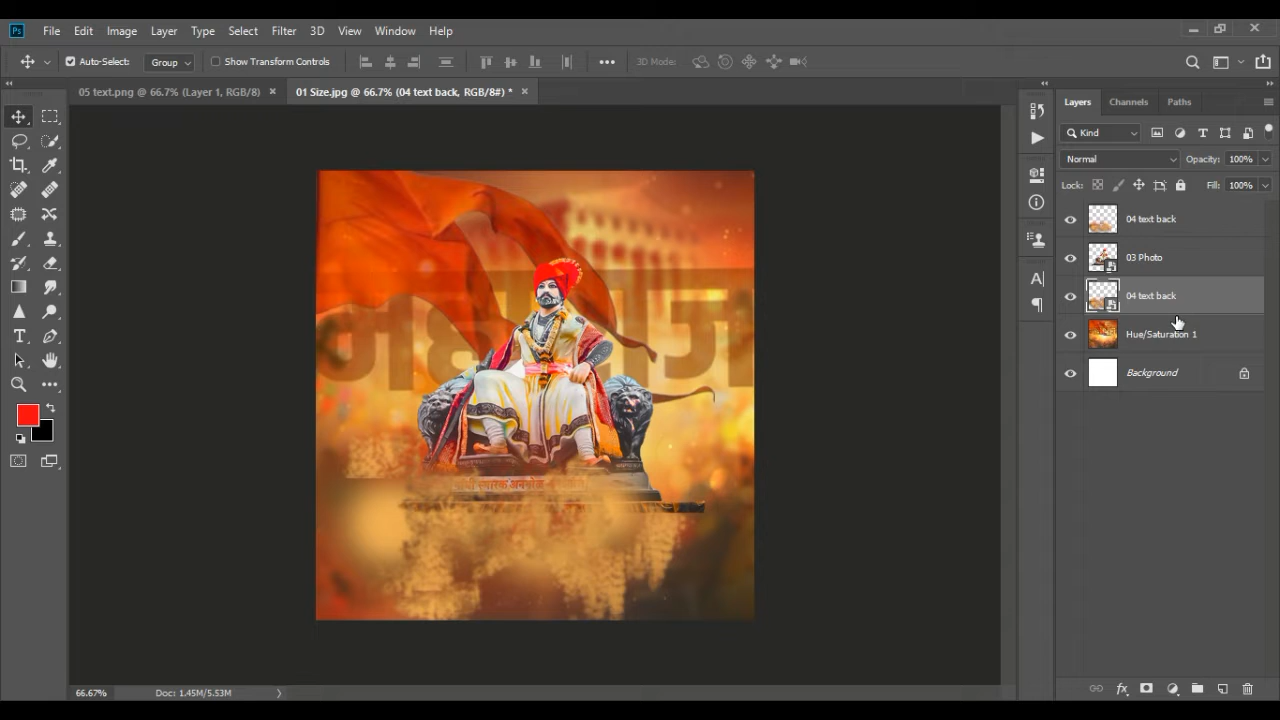 Ps File Edit Image Layer Type Select Filter 3D View Window Help
Auto-Select: Group Show Transform Controls 3D Mode:
05 text.png @ 66.7% (Layer 1, RGB/8) × 01 Size.jpg @ 66.7% (04 text back, RGB/8#) * ×
Layers Channels Paths
Kind
Normal Opacity: 100%
Lock: Fill: 100%
04 text back
03 Photo
04 text back
Hue/Saturation 1
Background
महाराज
66.67% Doc: 1.45M/5.53M